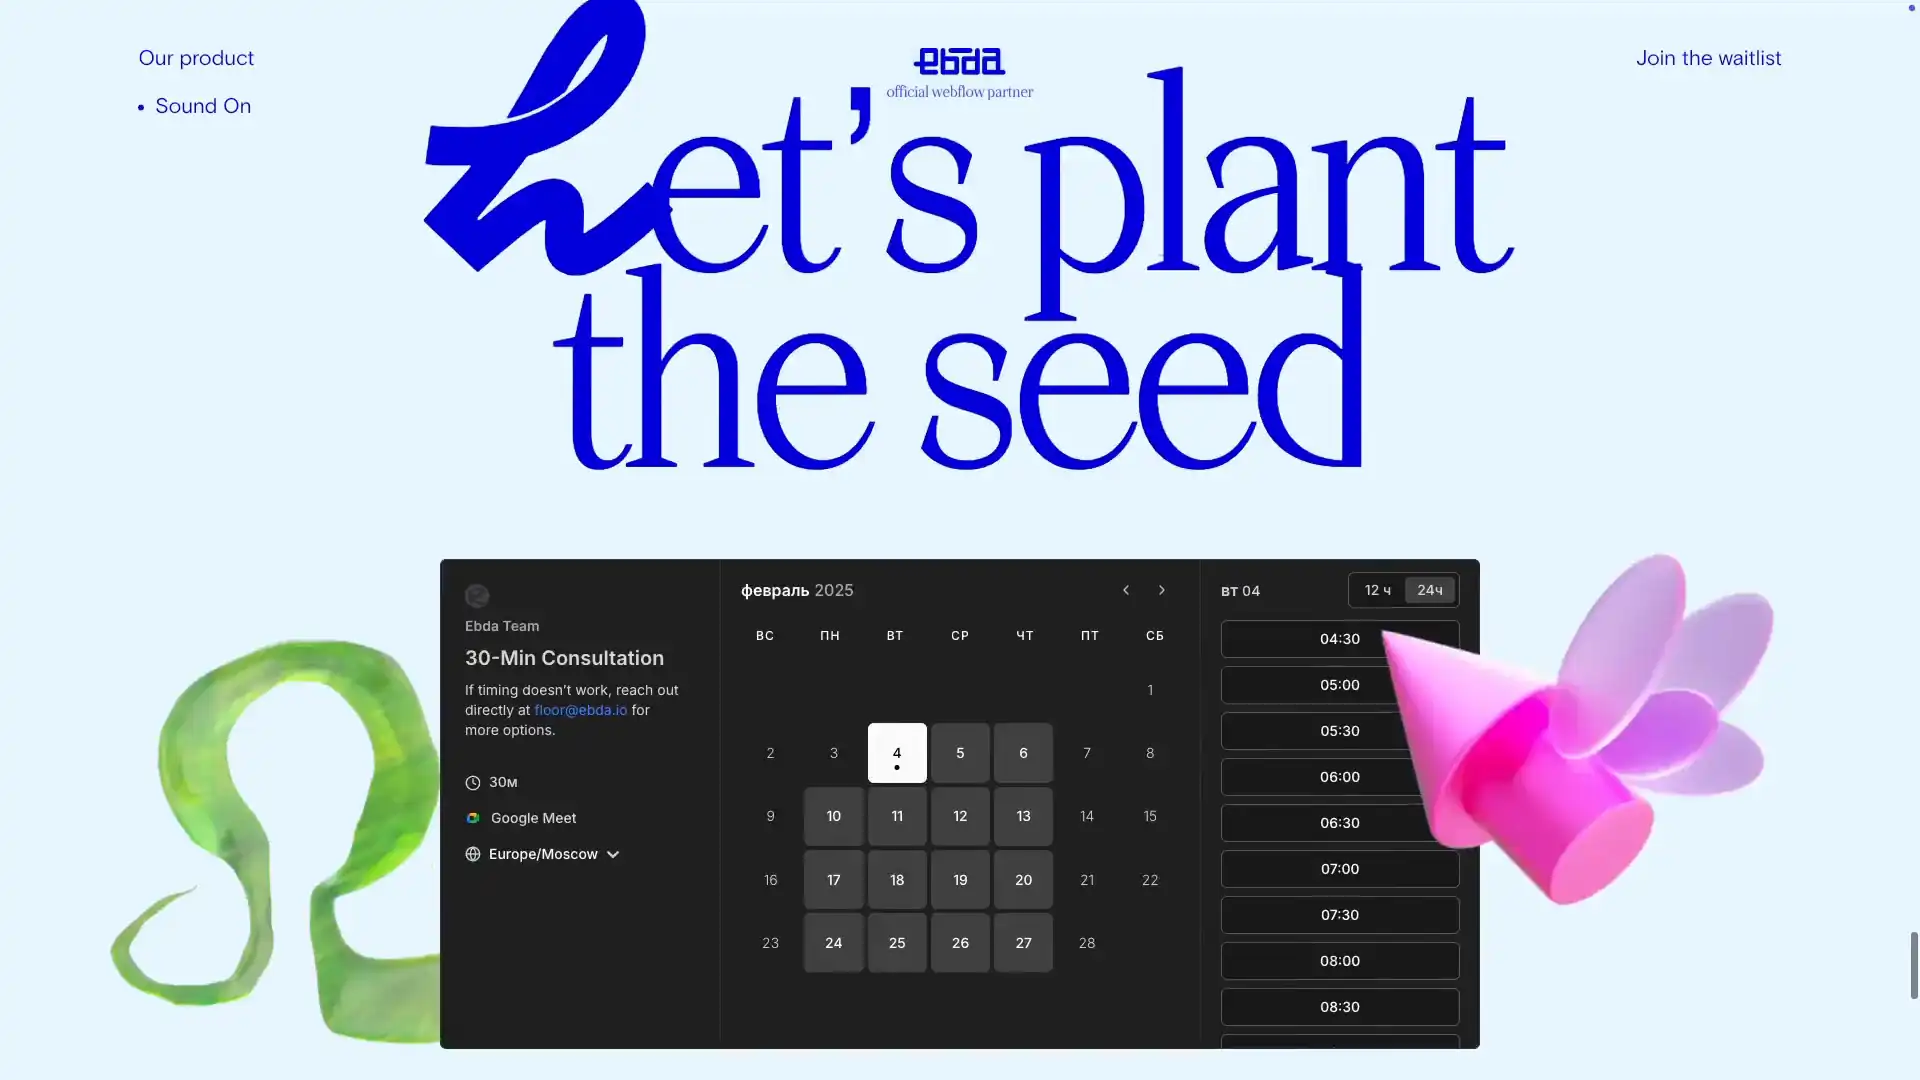 Our product
Sound On
ebda
official webflow partner
Join the waitlist
Let’s plant
the seed
Ebda Team
30-Min Consultation
If timing doesn't work, reach out
directly at floor@ebda.io for
more options.
30м
Google Meet
Europe/Moscow
февраль 2025
ВС ПН ВТ СР ЧТ ПТ СБ
1
2 3 4 5 6 7 8
9 10 11 12 13 14 15
16 17 18 19 20 21 22
23 24 25 26 27 28
вт 04
12 ч 24ч
04:30
05:00
05:30
06:00
06:30
07:00
07:30
08:00
08:30